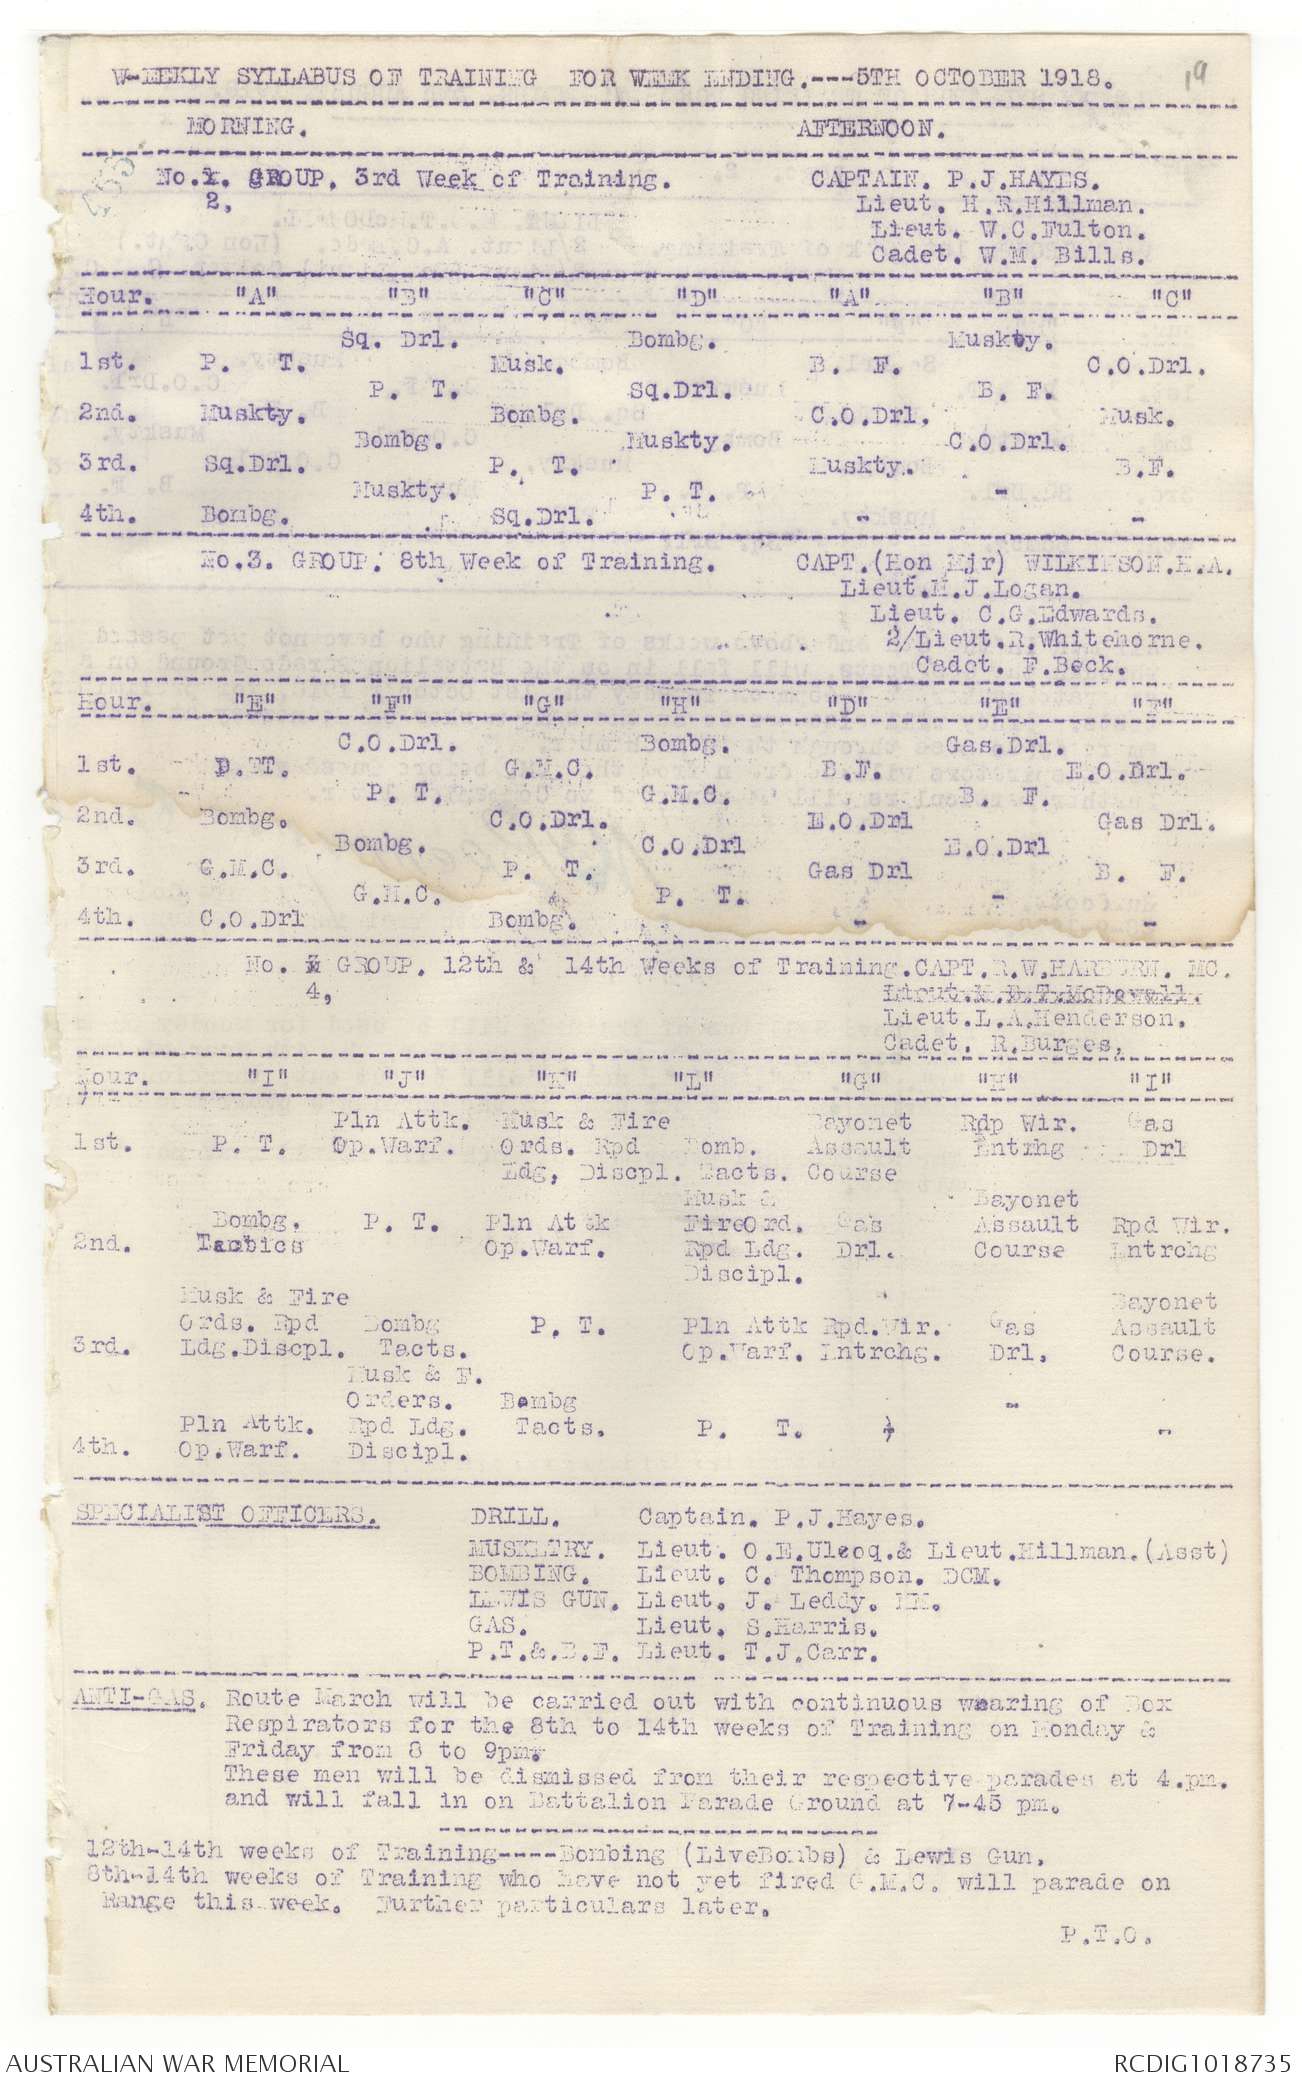 W-EEKLY SYLLABUS OF TRAINING FOR WEEK ENDING.---5TH OCTOBER 1918.
19
MORNING. AFTERNOON.
No.1. GROUP. 3rd Week of Training. CAPTAIN. P.J.HAYES.
2, Lieut. H.R.Hillman.
Lieut. W.C.Fulton.
Cadet. W.M. Bills.
Hour. "A" "B" "C" "D" "A" "B" "C"
Sq. Drl. Bombg. Muskty.
1st. P. T. Musk. B. F. C.O.Drl.
P. T. Sq.Drl. B. F.
2nd. Muskty. Bombg. C.O.Drl. Musk.
Bombg. Muskty. C.O.Drl.
3rd. Sq.Drl. P. T. Muskty. B.F.
Muskty. P. T. -
4th. Bombg. Sq.Drl. - -
No.3. GROUP. 8th Week of Training. CAPT.(Hon Mjr) WILKINSON.H.A.
Lieut.M.J.Logan.
Lieut. C.G.Edwards.
2/Lieut.R.Whitehorne.
Cadet. F.Beck.
Hour. "E" "F" "G" "H" "D" "E" "F"
C.O.Drl. Bombg. Gas.Drl.
1st. P.TT. G.M.C. B.F. E.O.Drl.
P. T. G.M.C. B. F.
2nd. Bombg. C.O.Drl. E.O.Drl Gas Drl.
Bombg. C.O.Drl E.O.Drl
3rd. G.M.C. P. T. Gas Drl B. F.
G.M.C. P. T. -
4th. C.O.Drl Bombg. - -
No. 3 GROUP. 12th & 14th Weeks of Training.CAPT.R.W.HARBURN. MC.
4, Lieut.M.D.T.McDowell.
Lieut.L.A.Henderson.
Cadet. R.Burges,
Hour. "I" "J" "K" "L" "G" "H" "I"
Pln Attk. Musk & Fire Bayonet Rdp Wir. Gas
1st. P. T. Op.Warf. Ords. Rpd Bomb. Assault Entrhg Drl
Ldg, Discpl. Tacts. Course
Musk & Bayonet
Bombg. P. T. Pln Attk FireOrd. Gas Assault Rpd Wir.
2nd. Tactics Op.Warf. Rpd Ldg. Drl. Course Entrchg
Discipl.
Musk & Fire Bayonet
Ords. Rpd Bombg P. T. Pln Attk Rpd.Wir. Gas Assault
3rd. Ldg.Discpl. Tacts. Op.Warf. Entrchg. Drl. Course.
Musk & F.
Orders. Bombg -
Pln Attk. Rpd Ldg. Tacts. P. T. - -
4th. Op.Warf. Discipl.
SPECIALIST OFFICERS. DRILL. Captain. P.J.Hayes.
MUSKETRY. Lieut. O.E.Ulcoq.& Lieut.Hillman.(Asst)
BOMBING. Lieut. C. Thompson. DCM.
LEWIS GUN. Lieut. J. Leddy. MM.
GAS. Lieut. S.Harris.
P.T.&.B.F. Lieut. T.J.Carr.
ANTI-GAS. Route March will be carried out with continuous wearing of Box
Respirators for the 8th to 14th weeks of Training on Monday &
Friday from 8 to 9pm.
These men will be dismissed from their respective parades at 4.pm.
and will fall in on Battalion Parade Ground at 7-45 pm.
12th-14th weeks of Training----Bombing (LiveBombs) & Lewis Gun.
8th-14th weeks of Training who have not yet fired G.M.C. will parade on
Range this week. Further particulars later.
P.T.O.
AUSTRALIAN WAR MEMORIAL RCDIG1018735